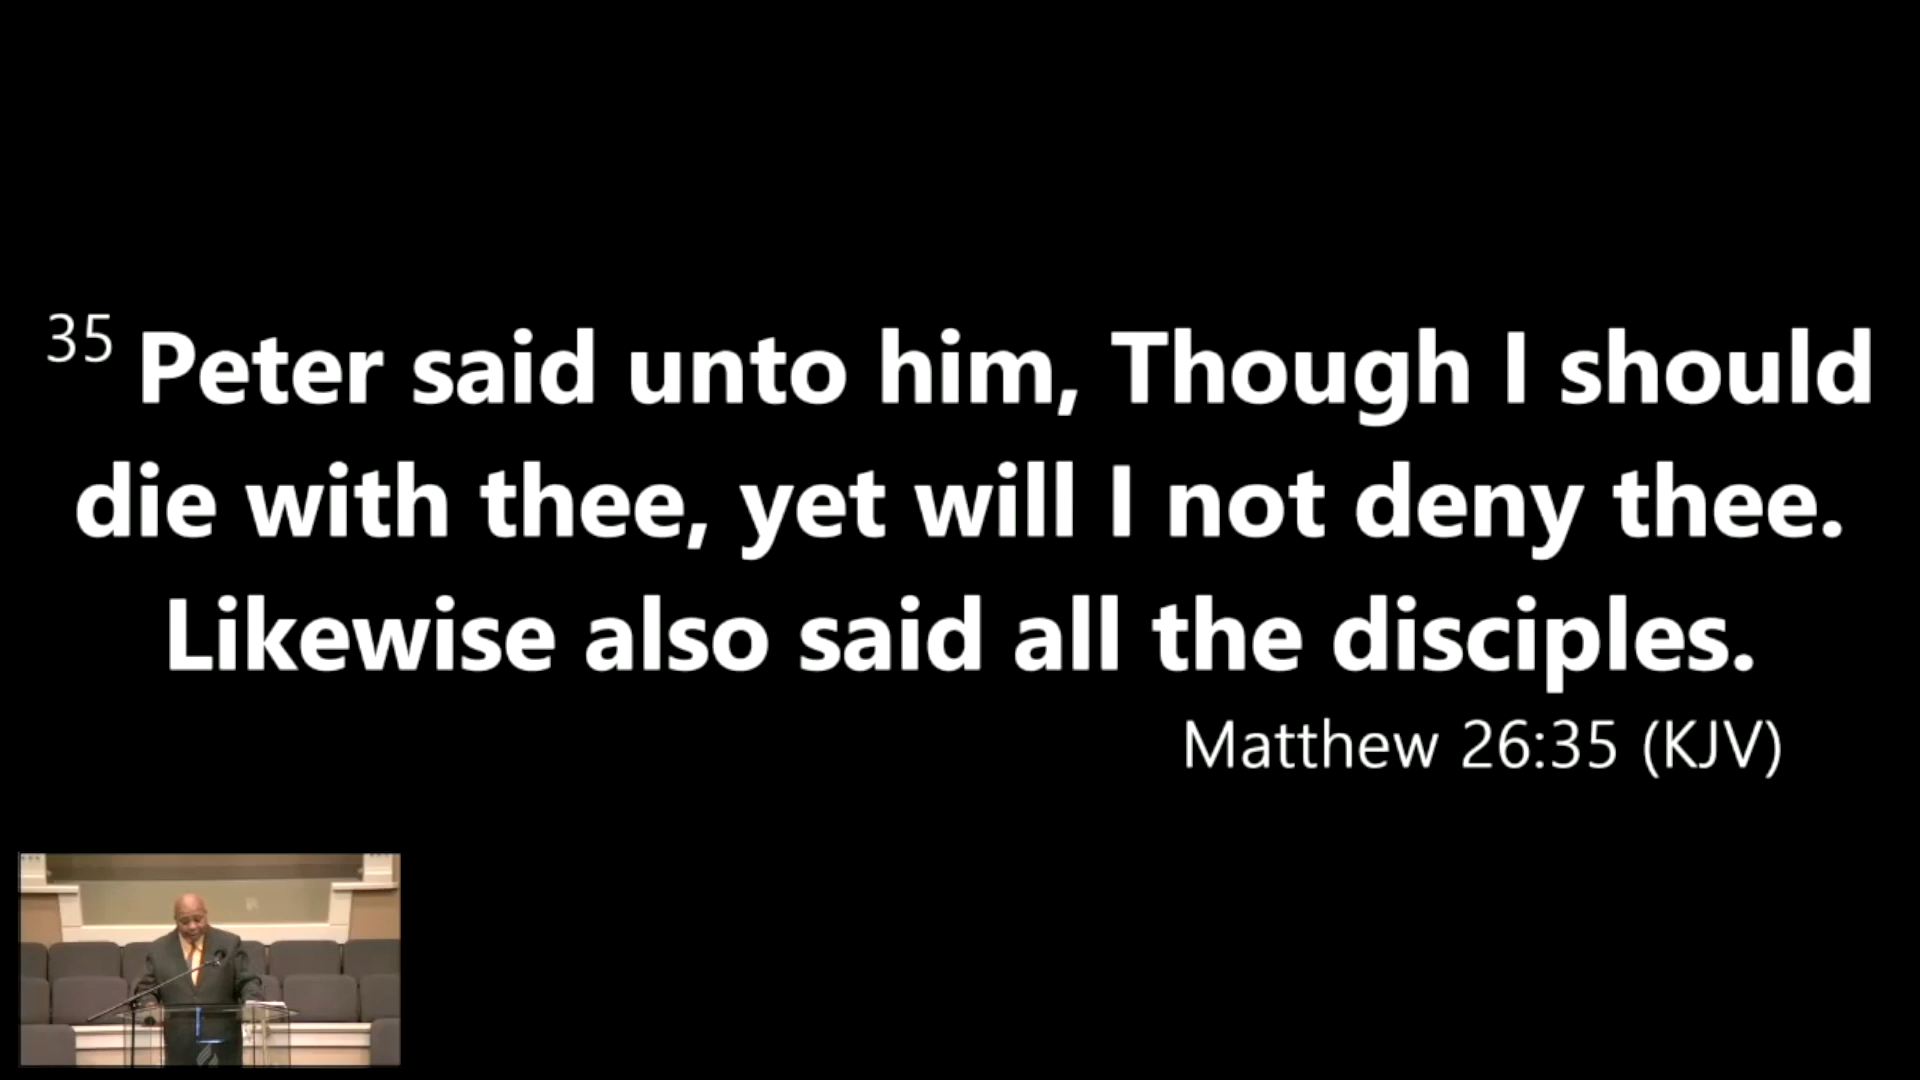 35 Peter said unto him, Though I should
die with thee, yet will I not deny thee.
Likewise also said all the disciples.
Matthew 26:35 (KJV)